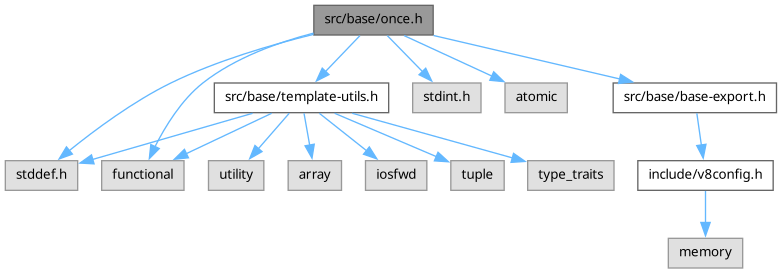 src/base/once.h
src/base/template-utils.h
stdint.h
atomic
src/base/base-export.h
stddef.h
functional
utility
array
iosfwd
tuple
type_traits
include/v8config.h
memory